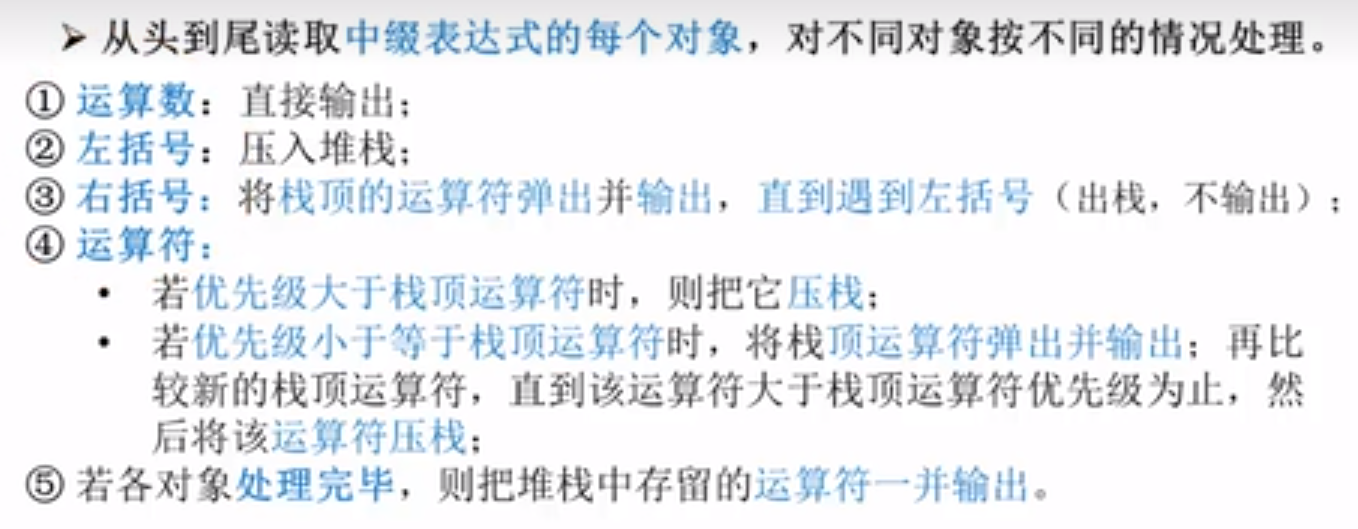 ➢ 从头到尾读取中缀表达式的每个对象，对不同对象按不同的情况处理。
① 运算数：直接输出；
② 左括号：压入堆栈；
③ 右括号：将栈顶的运算符弹出并输出，直到遇到左括号（出栈，不输出）；
④ 运算符：
• 若优先级大于栈顶运算符时，则把它压栈；
• 若优先级小于等于栈顶运算符时，将栈顶运算符弹出并输出；再比
较新的栈顶运算符，直到该运算符大于栈顶运算符优先级为止，然
后将该运算符压栈；
⑤ 若各对象处理完毕，则把堆栈中存留的运算符一并输出。